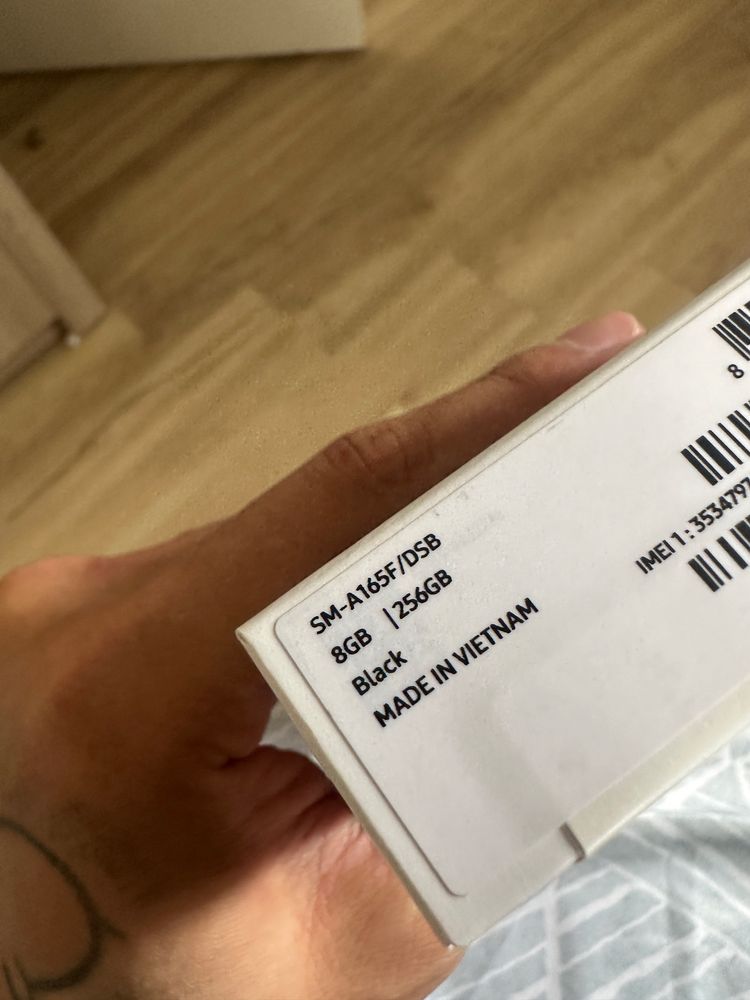 SM-A165F/DSB
8GB | 256GB
Black
MADE IN VIETNAM
8
IMEI 1 : 3534797